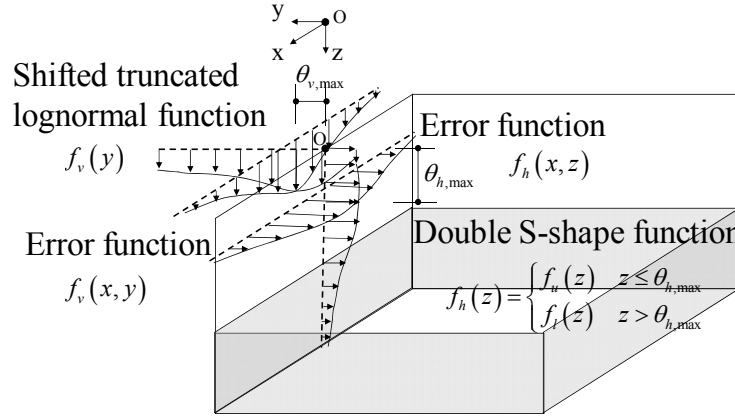 O
y
x
z
Shifted truncated
lognormal function
f_v(y)
θ_{v,max}
O
Error function
f_h(x, z)
θ_{h,max}
Error function
f_v(x, y)
Double S-shape function
f_h(z) = { f_u(z) z ≤ θ_{h,max}
f_l(z) z > θ_{h,max}